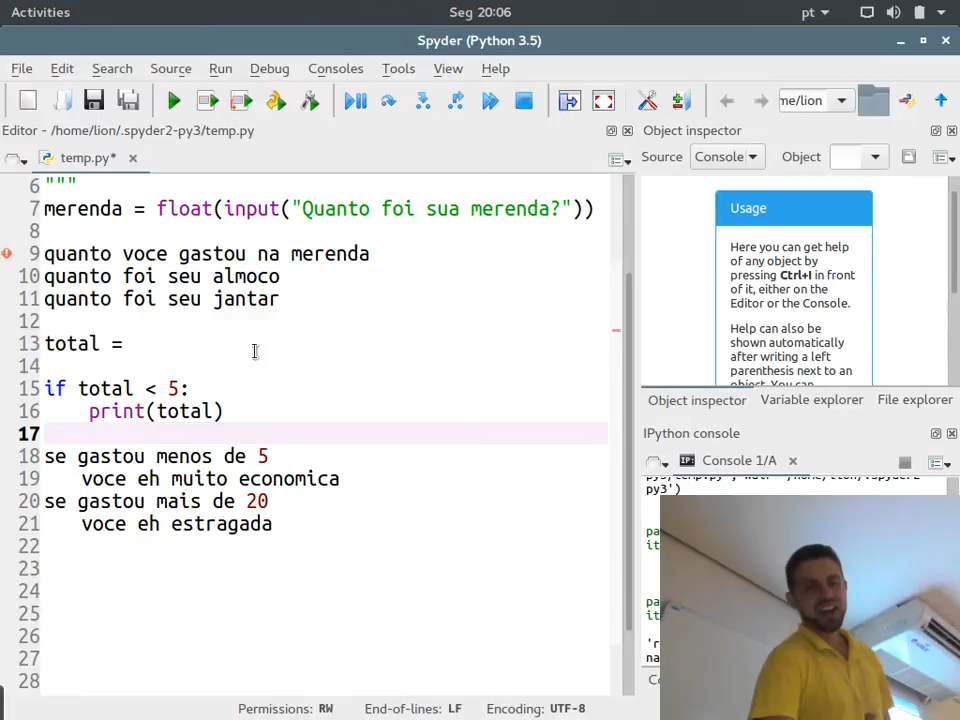 Activities
Seg 20:06
pt
Spyder (Python 3.5)
File Edit Search Source Run Debug Consoles Tools View Help
me/lion
Editor - /home/lion/.spyder2-py3/temp.py
temp.py*
6 """
7 merenda = float(input("Quanto foi sua merenda?"))
8
9 quanto voce gastou na merenda
10 quanto foi seu almoco
11 quanto foi seu jantar
12
13 total =
14
15 if total < 5:
16 print(total)
17
18 se gastou menos de 5
19 voce eh muito economica
20 se gastou mais de 20
21 voce eh estragada
22
23
24
25
26
27
28
Object inspector
Source Console Object
Usage
Here you can get help
of any object by
pressing Ctrl+I in front
of it, either on the
Editor or the Console.
Help can also be
shown automatically
after writing a left
parenthesis next to an
object. You can
Object inspector Variable explorer File explorer
IPython console
IP: Console 1/A
py3')
pa
it
pa
it
'r
na
Permissions: RW End-of-lines: LF Encoding: UTF-8